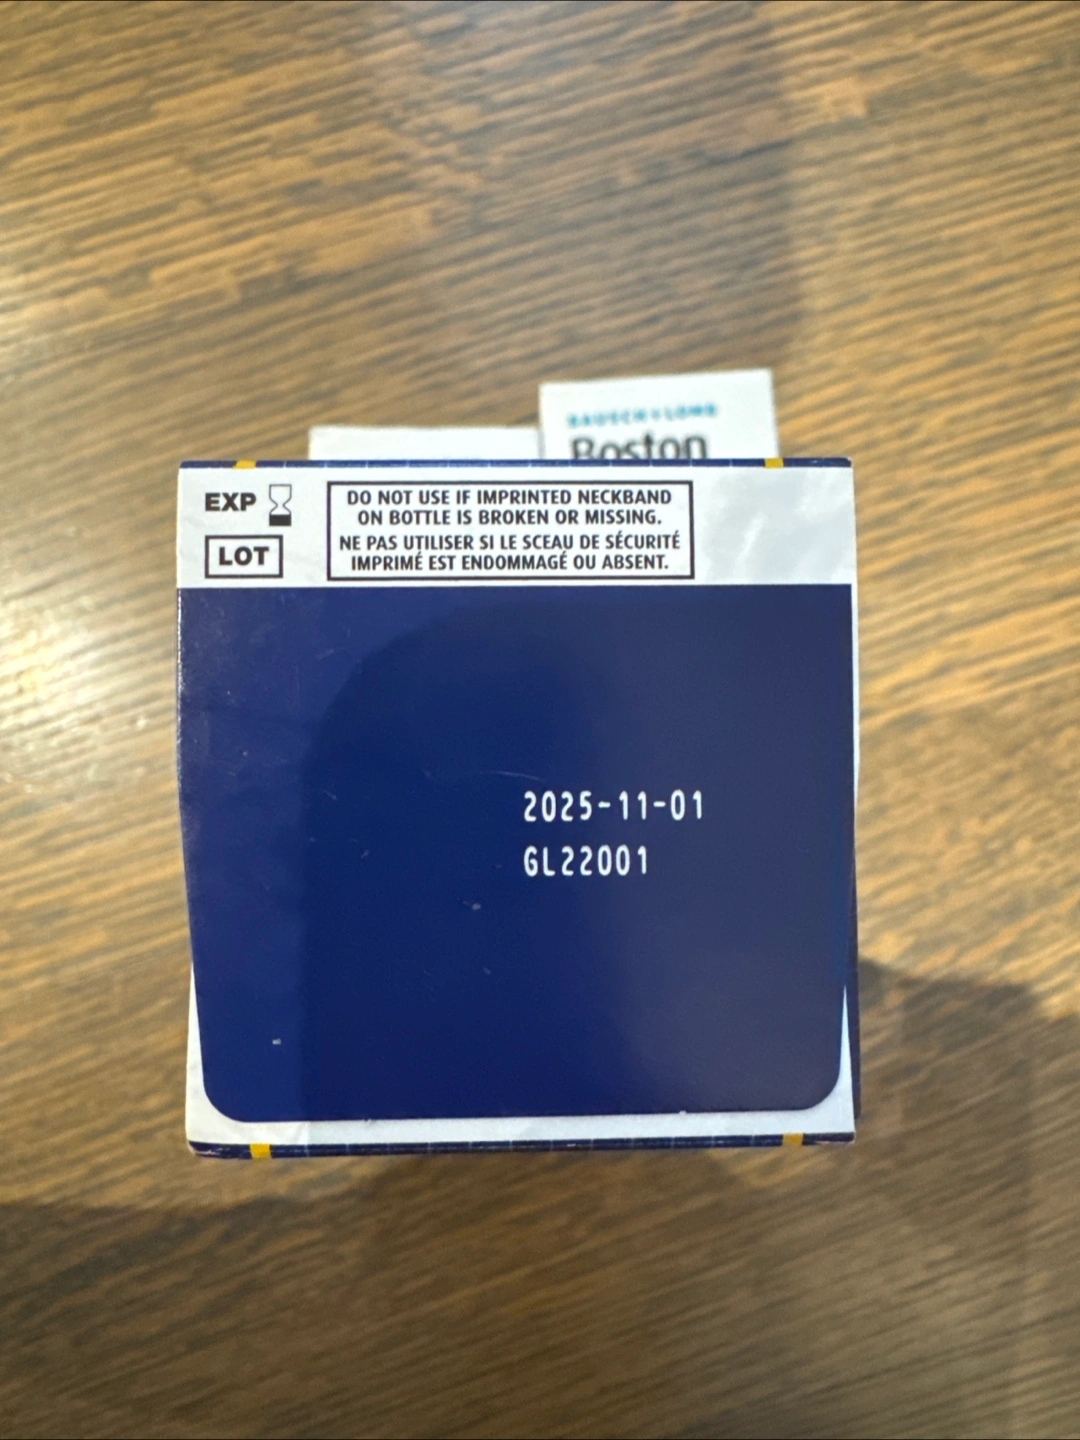 BAUSCH + LOMB
Boston
EXP
LOT
DO NOT USE IF IMPRINTED NECKBAND
ON BOTTLE IS BROKEN OR MISSING.
NE PAS UTILISER SI LE SCEAU DE SÉCURITÉ
IMPRIMÉ EST ENDOMMAGÉ OU ABSENT.
2025-11-01
GL22001